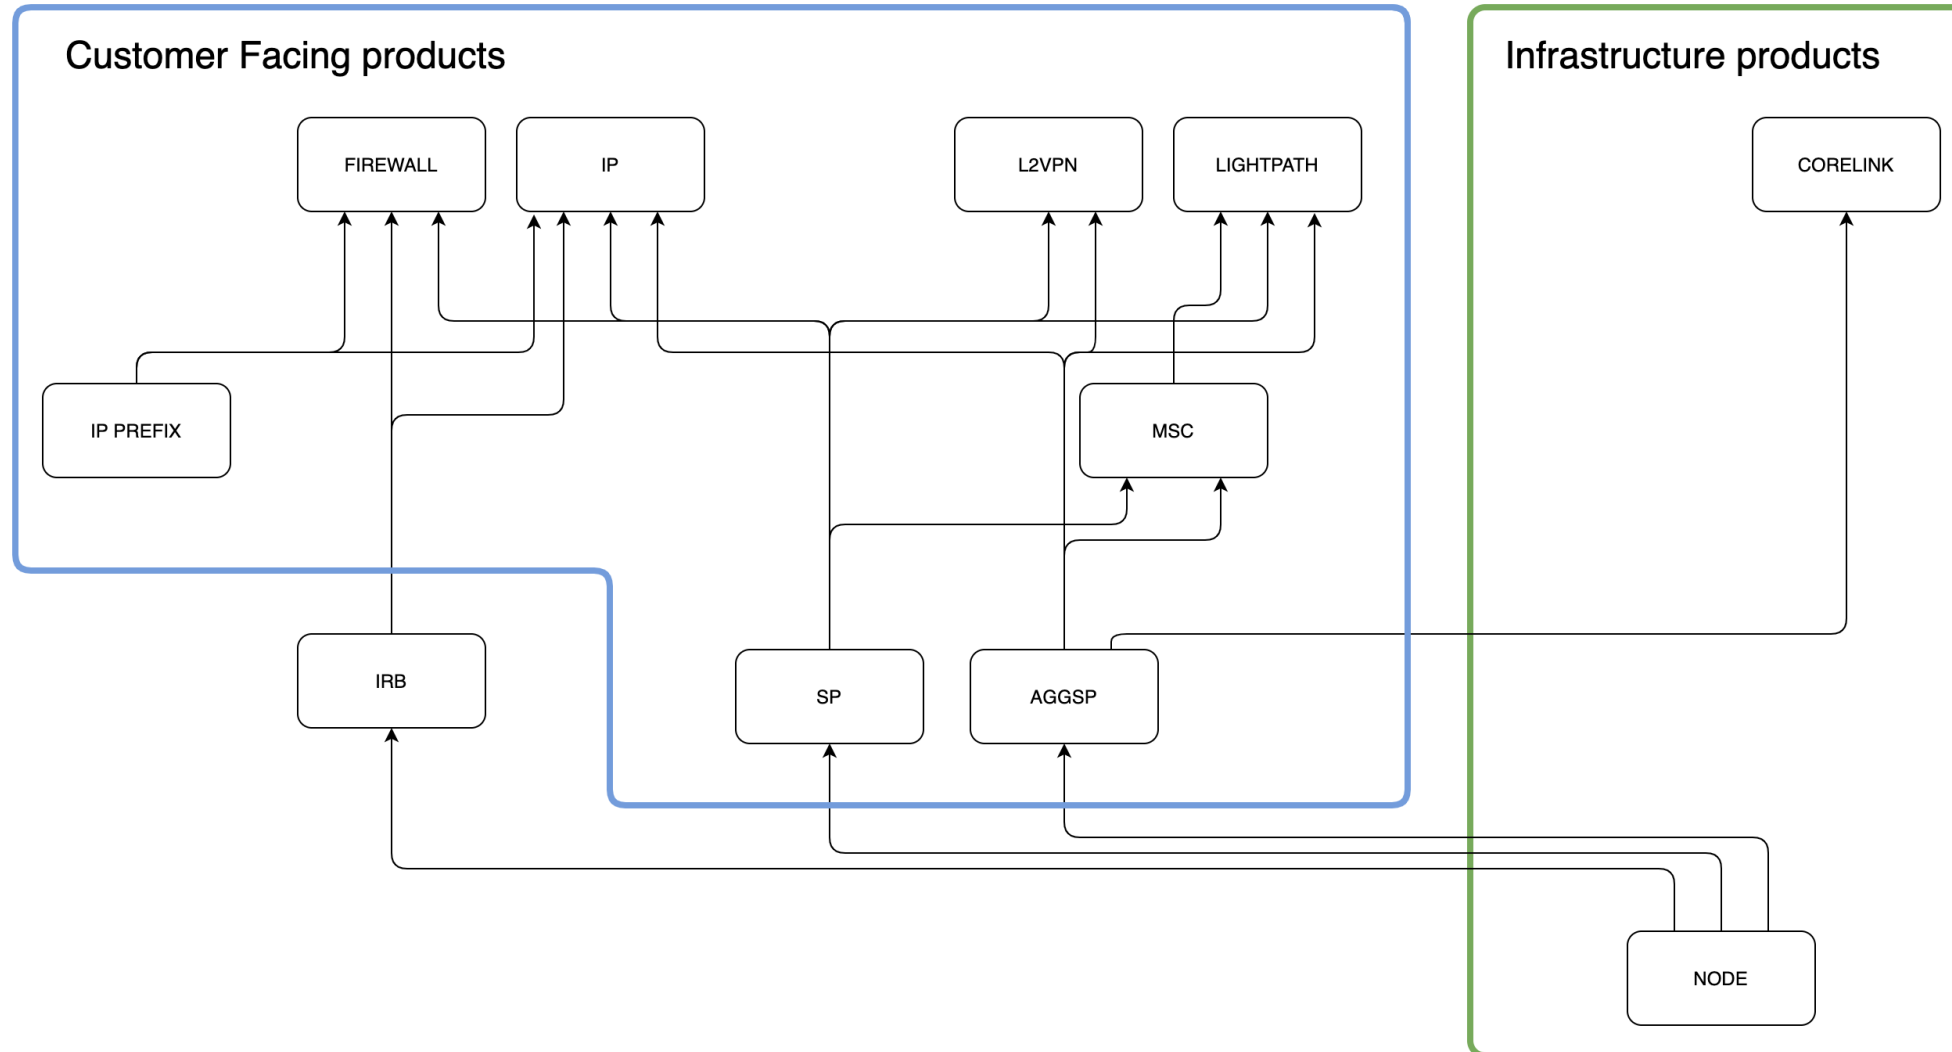 Customer Facing products
Infrastructure products
FIREWALL
IP
L2VPN
LIGHTPATH
CORELINK
IP PREFIX
MSC
IRB
SP
AGGSP
NODE